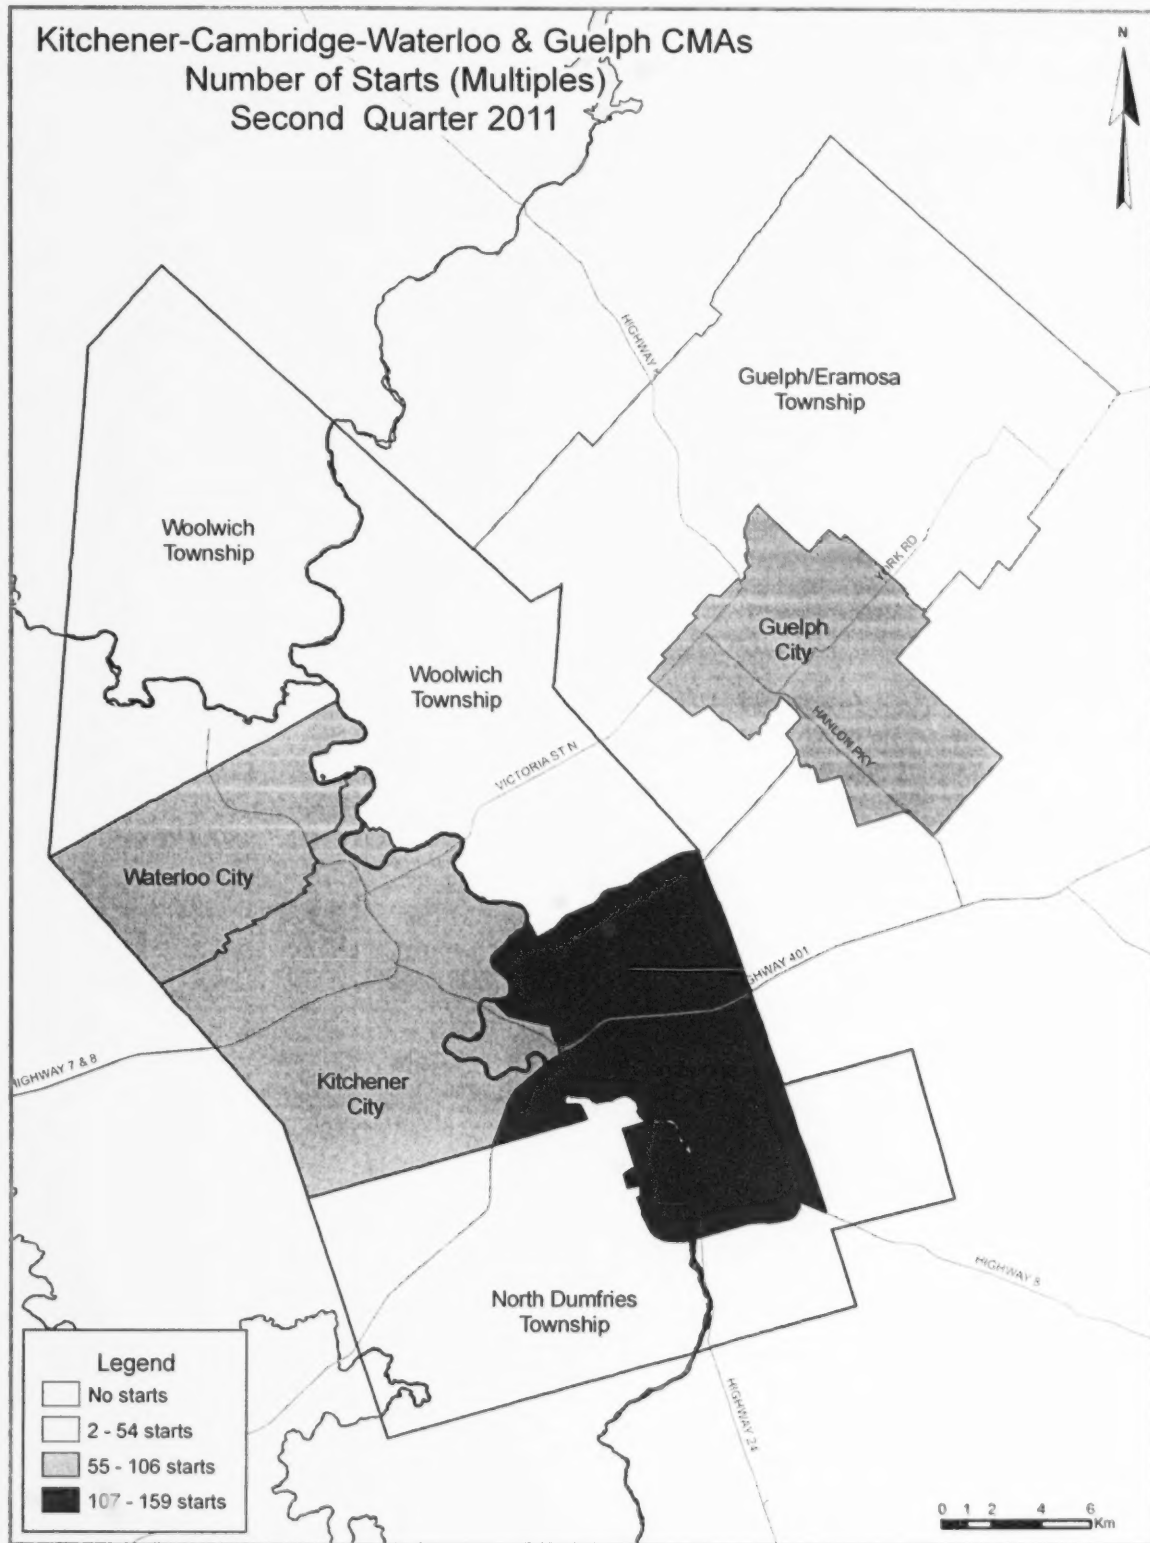 Kitchener-Cambridge-Waterloo & Guelph CMAs
Number of Starts (Multiples)
Second Quarter 2011
N
HIGHWAY
Guelph/Eramosa
Township
Woolwich
Township
YORK RD
Guelph
City
Woolwich
Township
HANLON PKY
VICTORIA ST N
Waterloo City
GHWAY 401
HIGHWAY 7 & 8
Kitchener
City
HIGHWAY 8
North Dumfries
Township
HIGHWAY 24
Legend
No starts
2 - 54 starts
55 - 106 starts
107 - 159 starts
0 1 2 4 6
Km